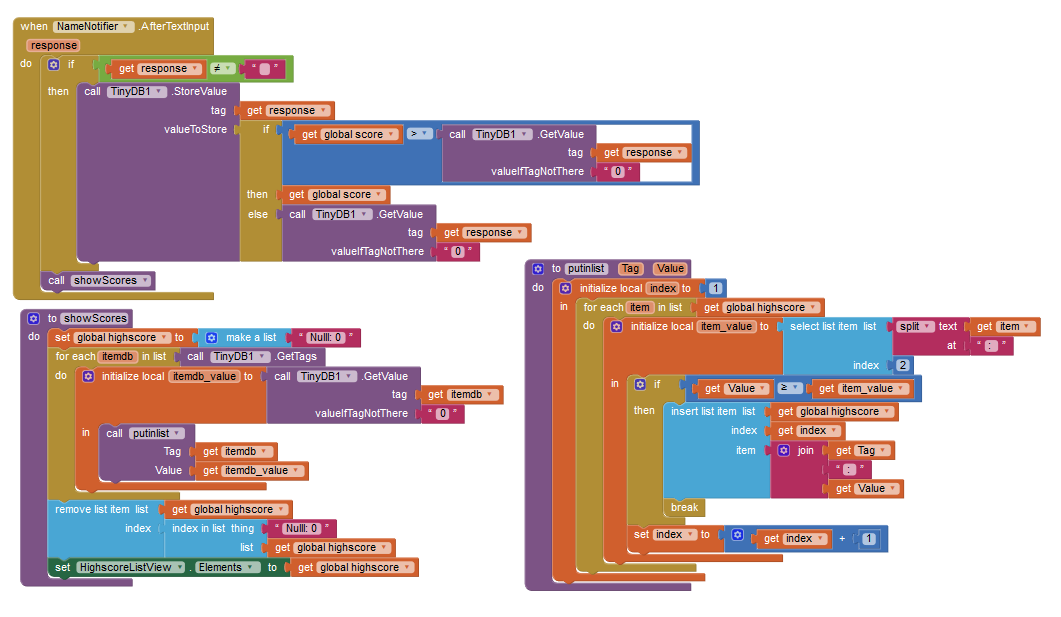 when NameNotifier .AfterTextInput
response
do if get response ≠ " "
then call TinyDB1 .StoreValue
tag get response
valueToStore if get global score > call TinyDB1 .GetValue
tag get response
valueIfTagNotThere " 0 "
then get global score
else call TinyDB1 .GetValue
tag get response
valueIfTagNotThere " 0 "
call showScores
to showScores
do set global highscore to make a list " Null: 0 "
for each itemdb in list call TinyDB1 .GetTags
do initialize local itemdb_value to call TinyDB1 .GetValue
tag get itemdb
valueIfTagNotThere " 0 "
in call putinlist
Tag get itemdb
Value get itemdb_value
remove list item list get global highscore
index index in list thing " Null: 0 "
list get global highscore
set HighscoreListView . Elements to get global highscore
to putinlist Tag Value
do initialize local index to 1
in for each item in list get global highscore
do initialize local item_value to select list item list split text get item
at " : "
index 2
in if get Value ≥ get item_value
then insert list item list get global highscore
index get index
item join get Tag
" : "
get Value
break
set index to get index + 1